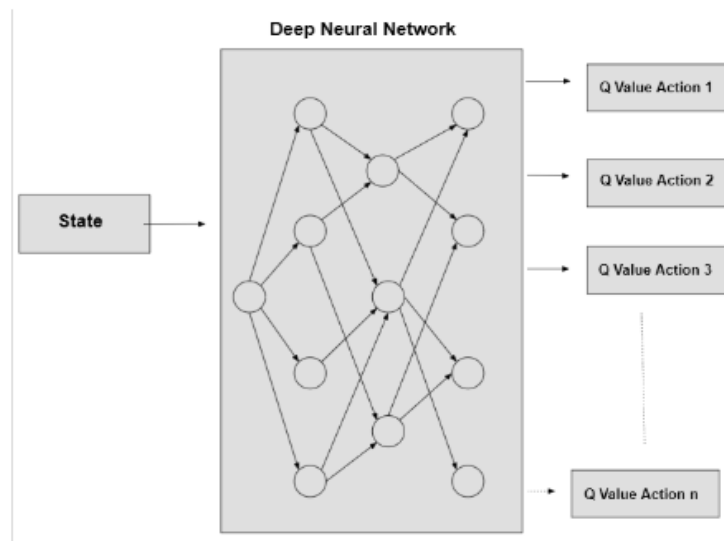 Deep Neural Network
State
Q Value Action 1
Q Value Action 2
Q Value Action 3
Q Value Action n